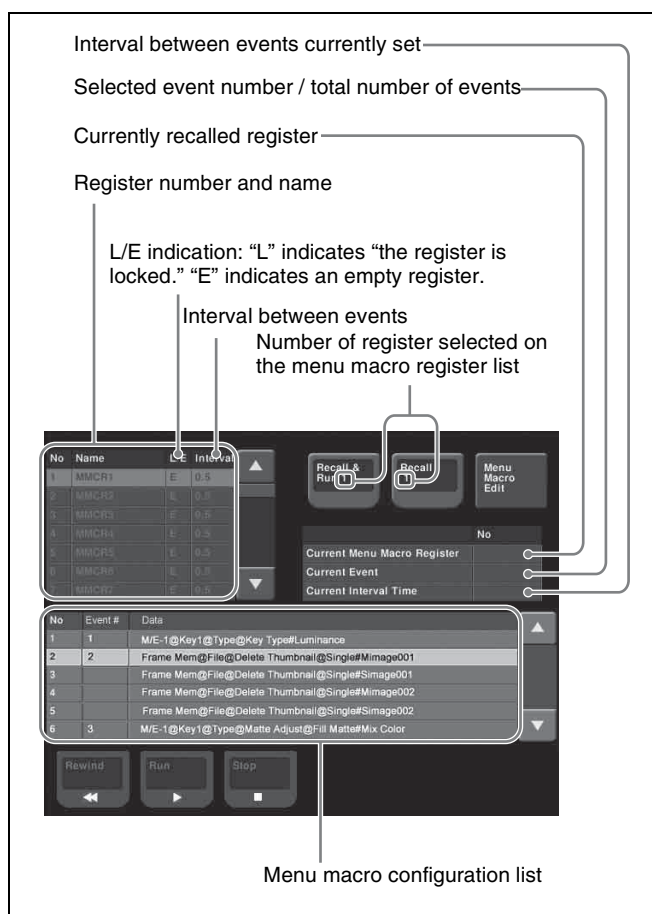 Interval between events currently set
Selected event number / total number of events
Currently recalled register
Register number and name
L/E indication: “L” indicates “the register is
locked.” “E” indicates an empty register.
Interval between events
Number of register selected on
the menu macro register list
No Name L/E Interval
1 MMCR1 E 0.5
2 MMCR2 E 0.5
3 MMCR3 E 0.5
4 MMCR4 E 0.5
5 MMCR5 E 0.5
6 MMCR6 E 0.5
7 MMCR7 E 0.5
Recall &
Run 1
Recall
1
Menu
Macro
Edit
No
Current Menu Macro Register
Current Event
Current Interval Time
No Event # Data
1 1 M/E-1@Key1@Type@Key Type#Luminance
2 2 Frame Mem@File@Delete Thumbnail@Single#Mimage001
3 Frame Mem@File@Delete Thumbnail@Single#Simage001
4 Frame Mem@File@Delete Thumbnail@Single#Mimage002
5 Frame Mem@File@Delete Thumbnail@Single#Simage002
6 3 M/E-1@Key1@Type@Matte Adjust@Fill Matte#Mix Color
Rewind
Run
Stop
Menu macro configuration list